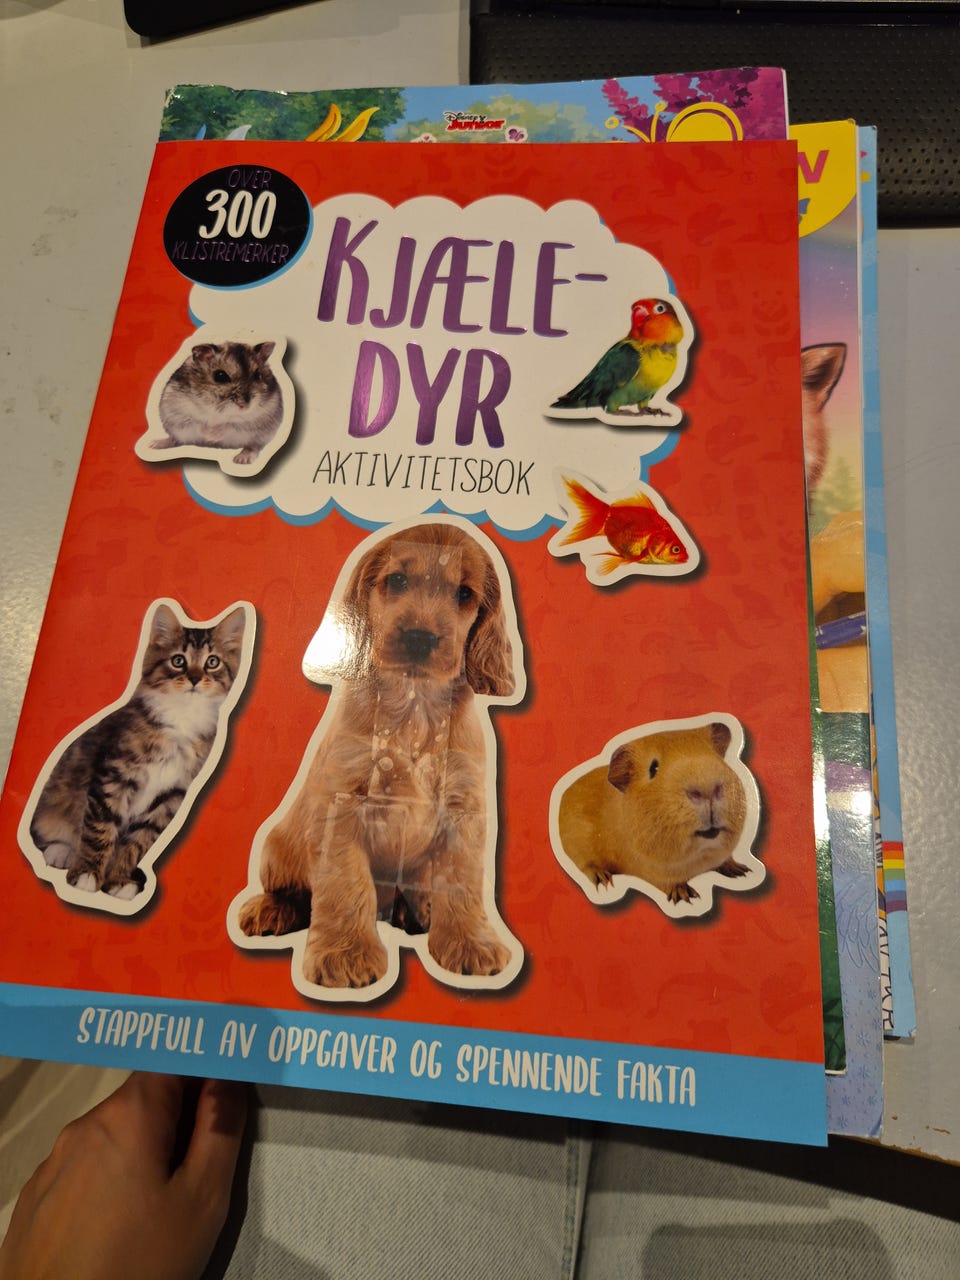 Disney
Junior
V
OVER
300
KLISTREMERKER
KJÆLE-
DYR
AKTIVITETSBOK
STAPPFULL AV OPPGAVER OG SPENNENDE FAKTA